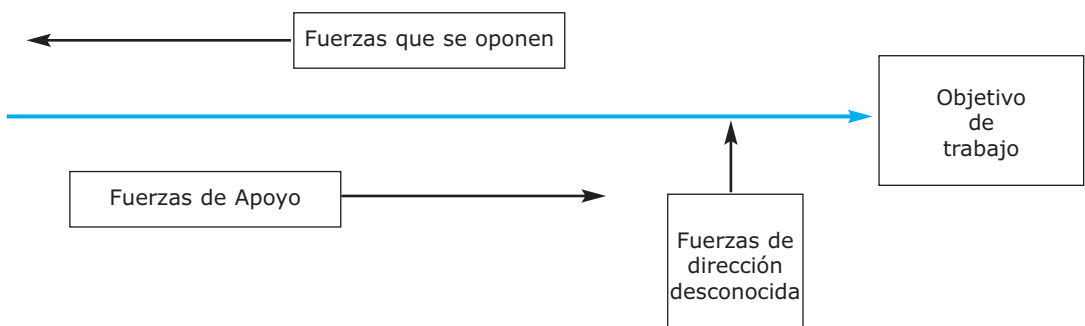 Fuerzas que se oponen
Objetivo
de
trabajo
Fuerzas de Apoyo
Fuerzas de
dirección
desconocida